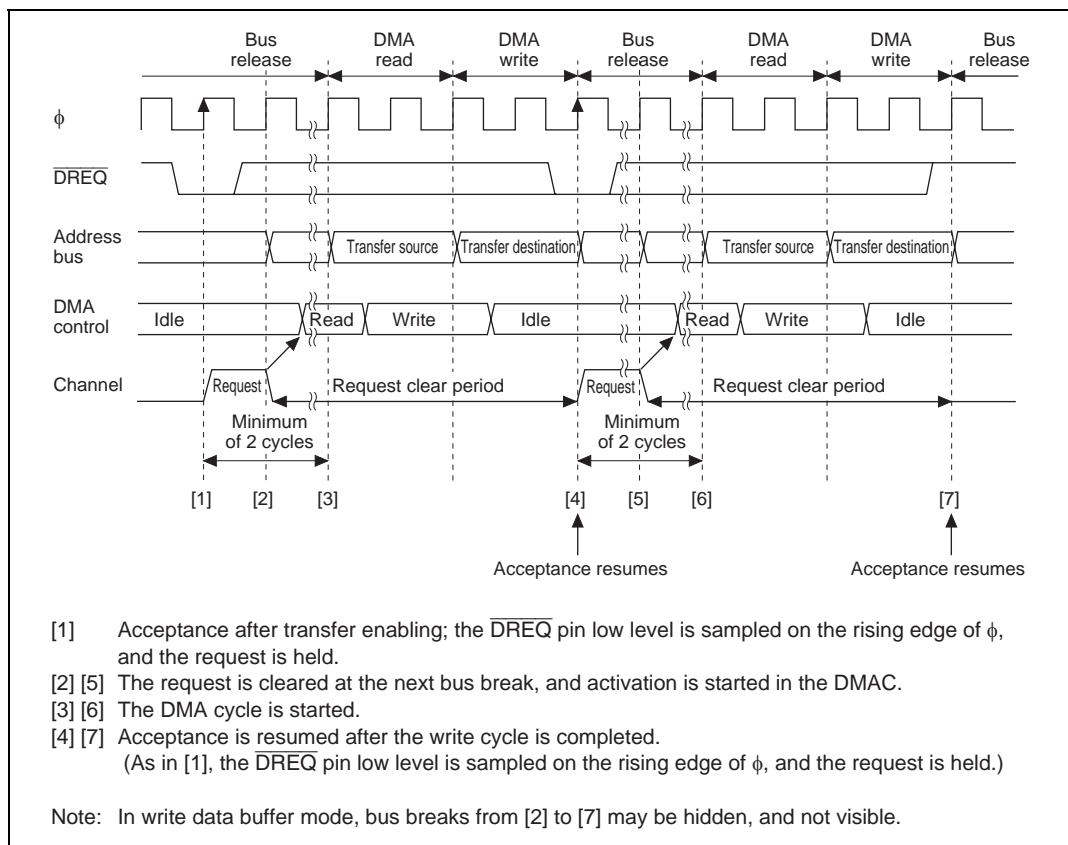 Bus release DMA read DMA write Bus release DMA read DMA write Bus release
ϕ
DREQ
Address bus
Transfer source Transfer destination Transfer source Transfer destination
DMA control
Idle Read Write Idle Read Write Idle
Channel
Request Request clear period Request Request clear period
Minimum of 2 cycles Minimum of 2 cycles
[1] [2] [3] [4] [5] [6] [7]
Acceptance resumes Acceptance resumes
[1] Acceptance after transfer enabling; the DREQ pin low level is sampled on the rising edge of ϕ,
and the request is held.
[2] [5] The request is cleared at the next bus break, and activation is started in the DMAC.
[3] [6] The DMA cycle is started.
[4] [7] Acceptance is resumed after the write cycle is completed.
(As in [1], the DREQ pin low level is sampled on the rising edge of ϕ, and the request is held.)
Note: In write data buffer mode, bus breaks from [2] to [7] may be hidden, and not visible.